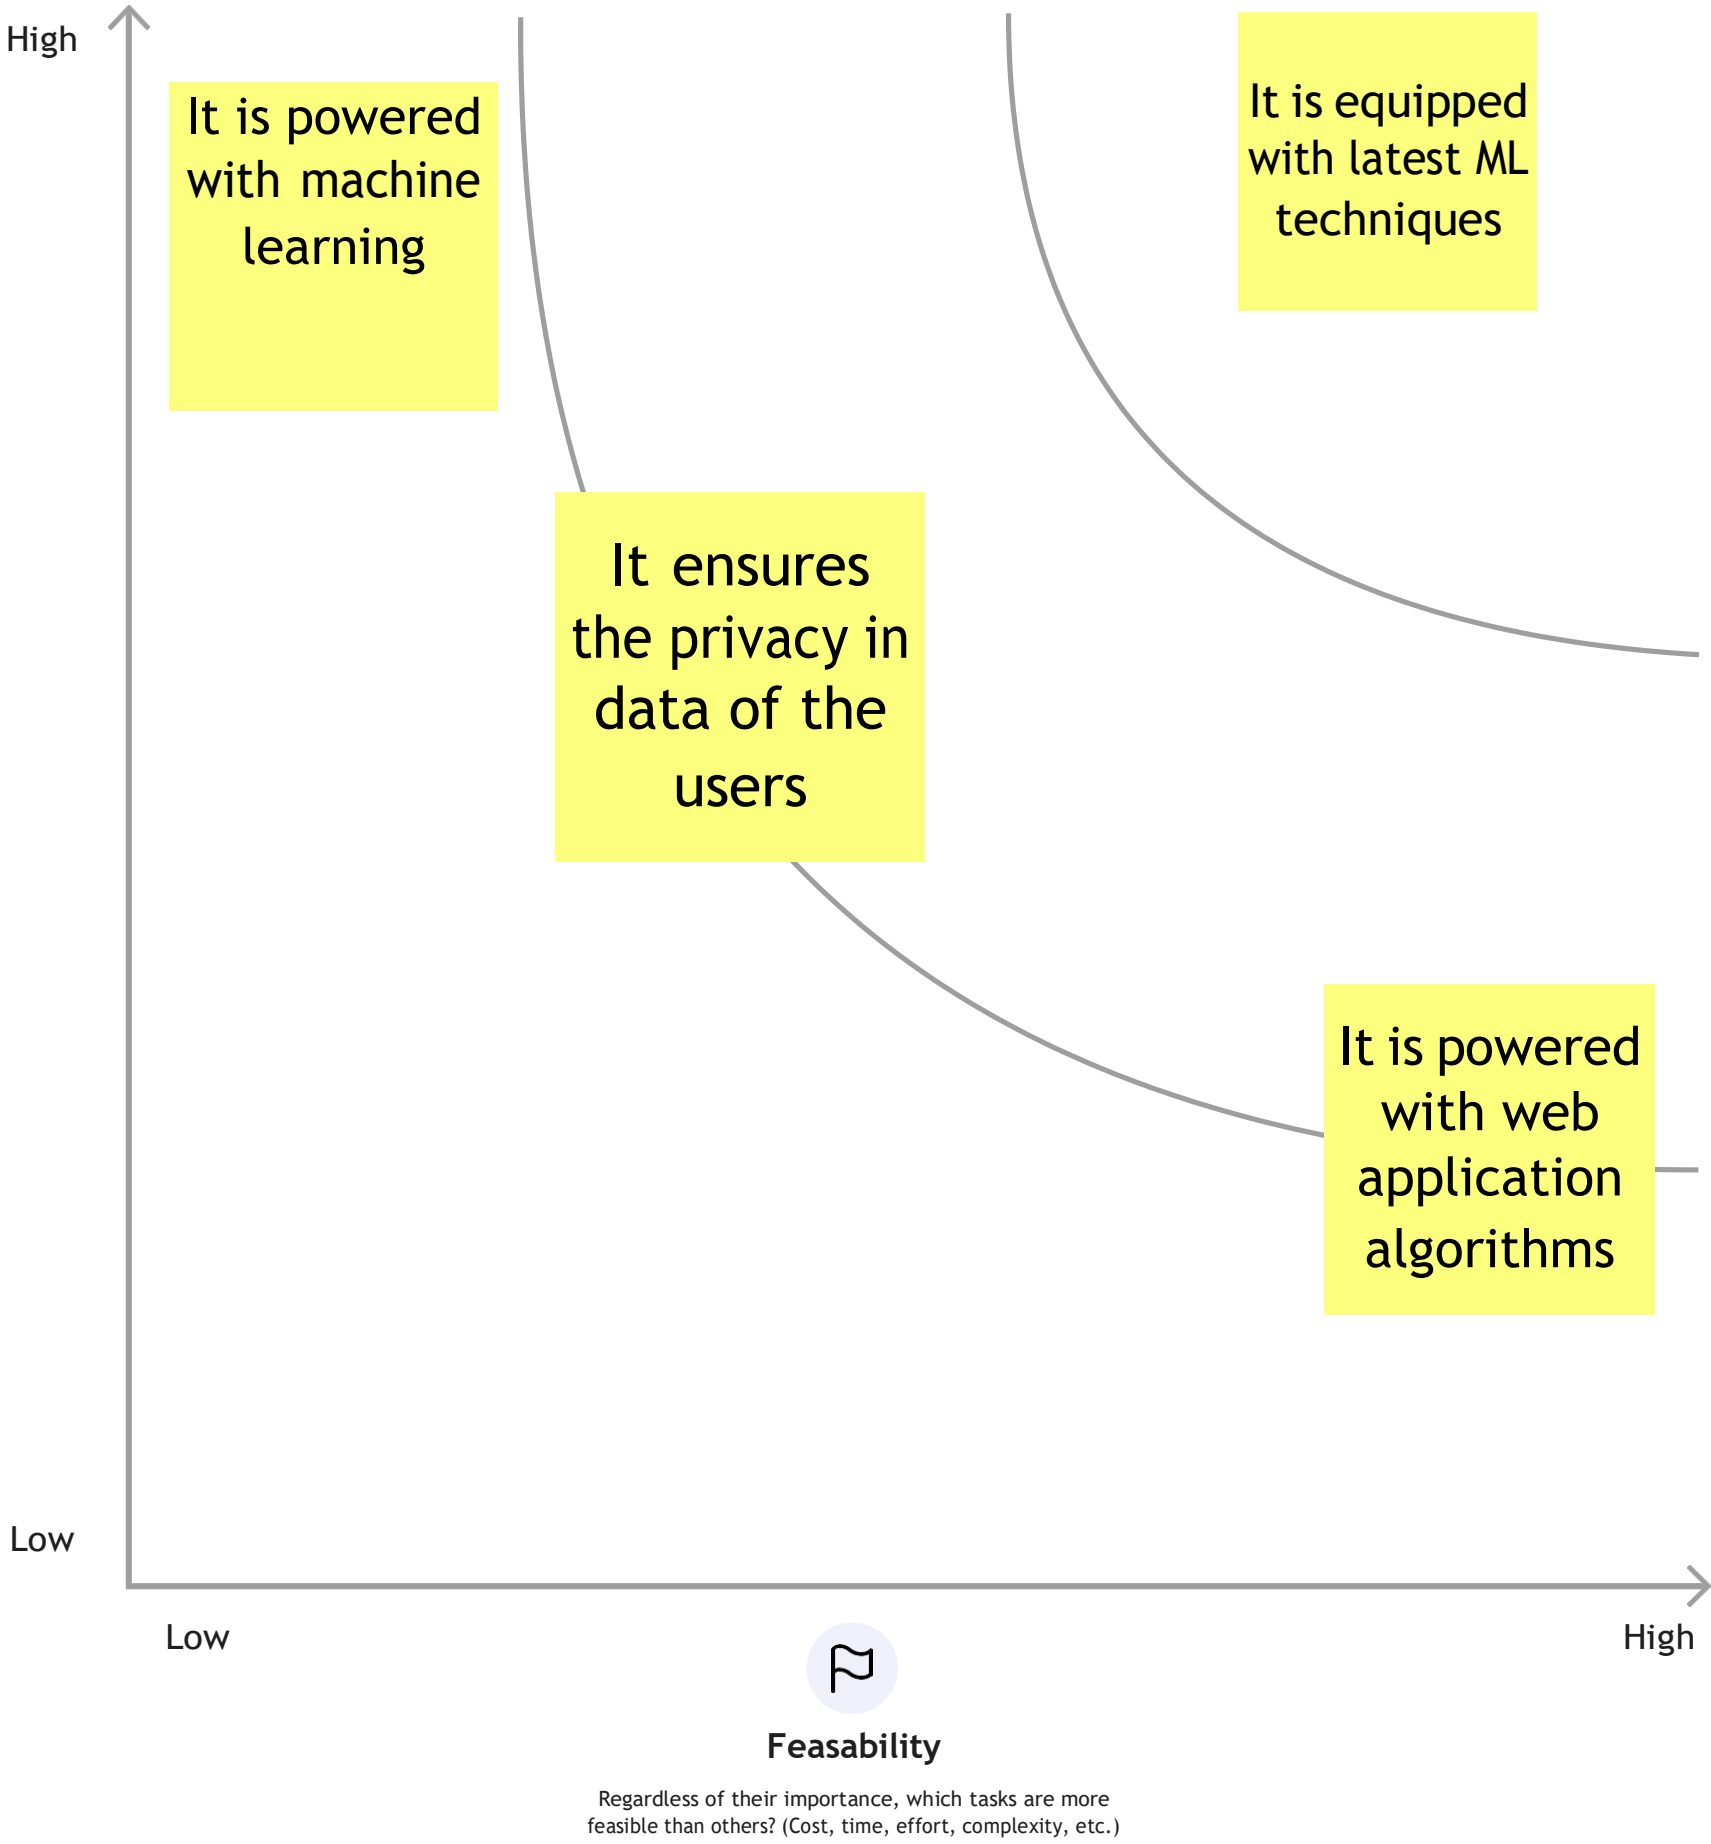 High
It is powered
with machine
learning
It is equipped
with latest ML
techniques
It ensures
the privacy in
data of the
users
It is powered
with web
application
algorithms
Low
Low
High
Feasability
Regardless of their importance, which tasks are more
feasible than others? (Cost, time, effort, complexity, etc.)